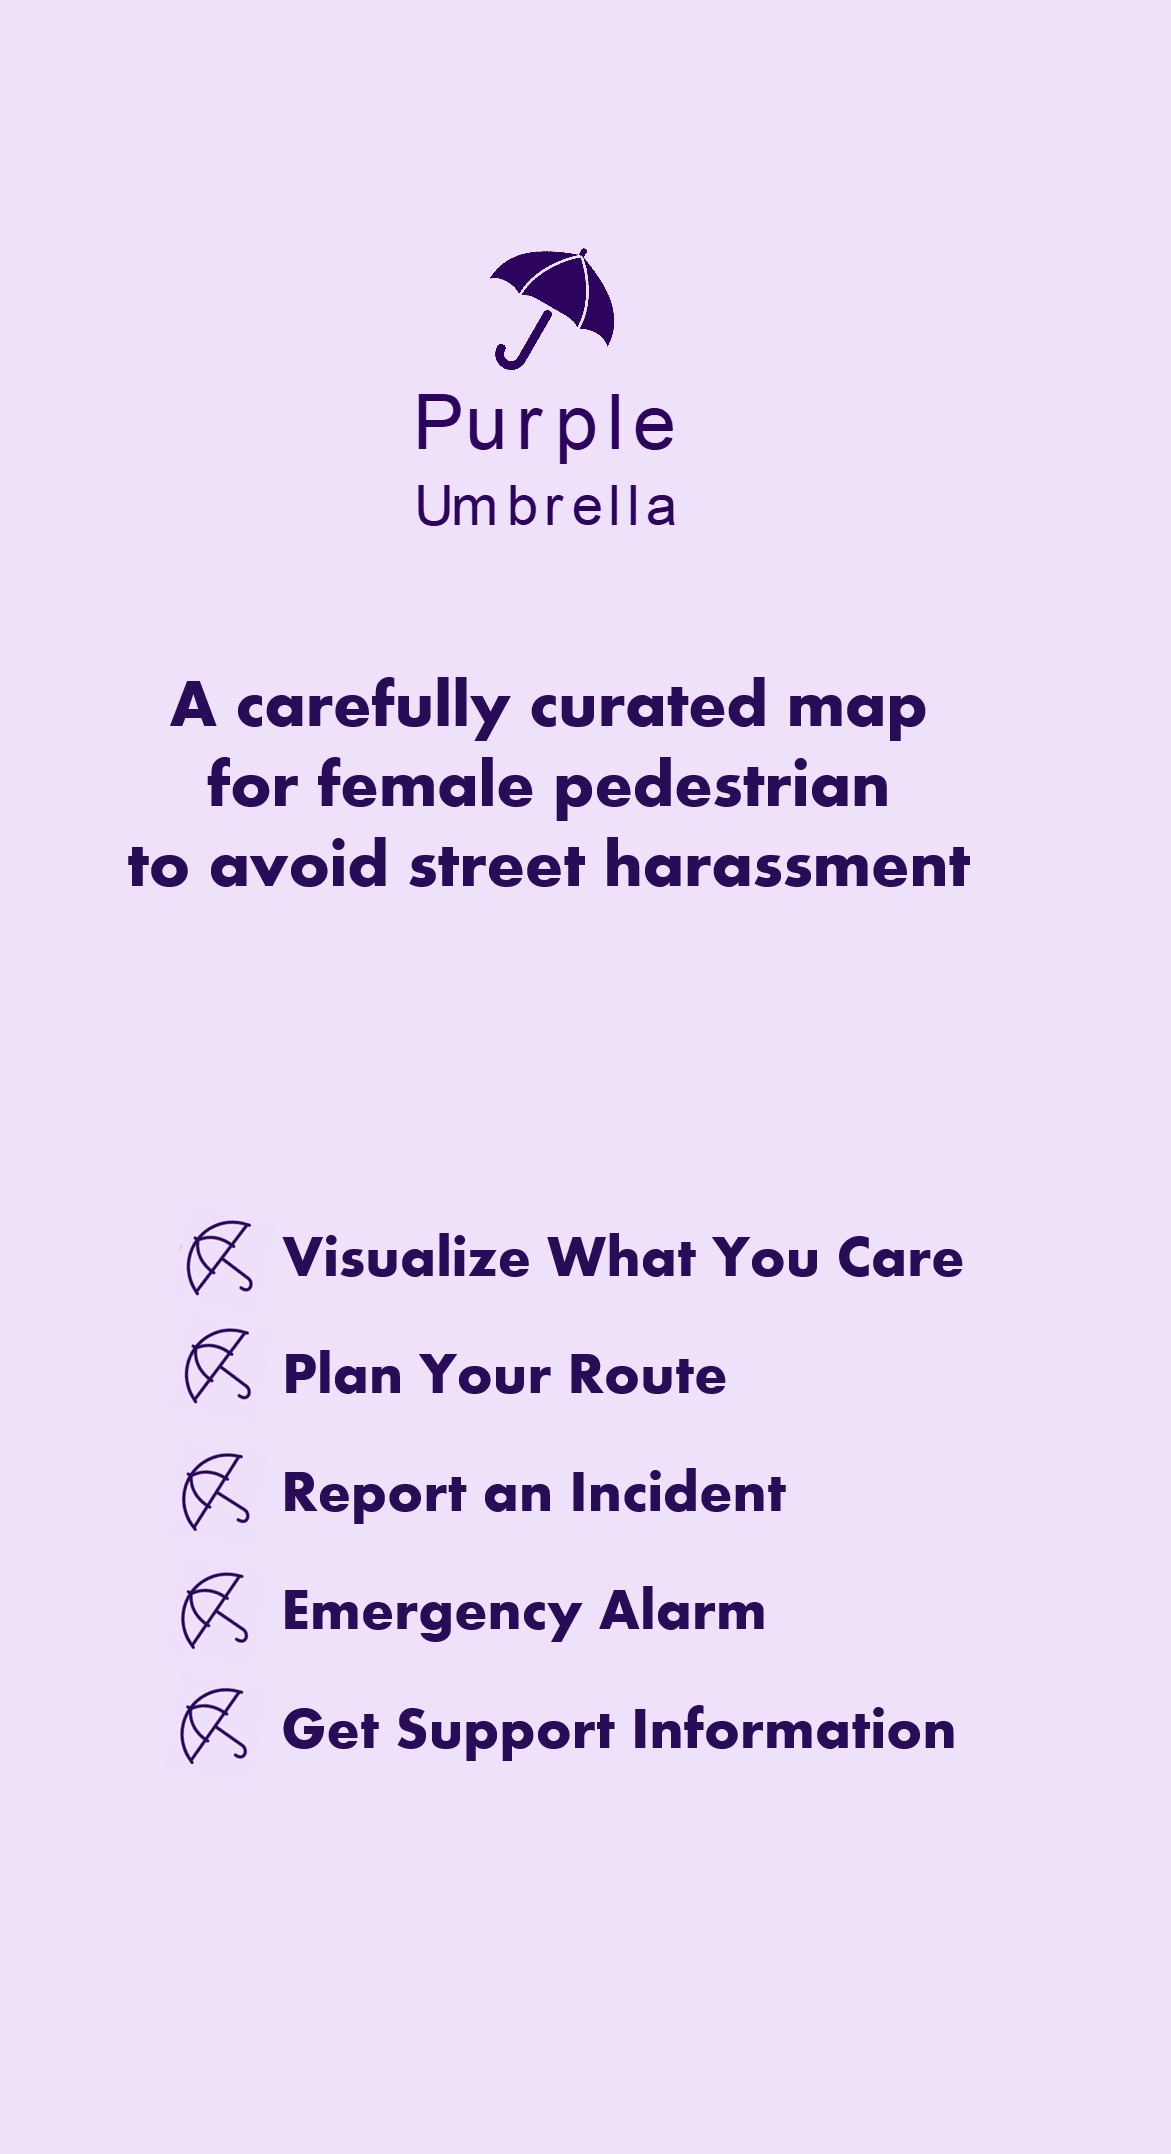 Purple
Umbrella
A carefully curated map
for female pedestrian
to avoid street harassment
Visualize What You Care
Plan Your Route
Report an Incident
Emergency Alarm
Get Support Information